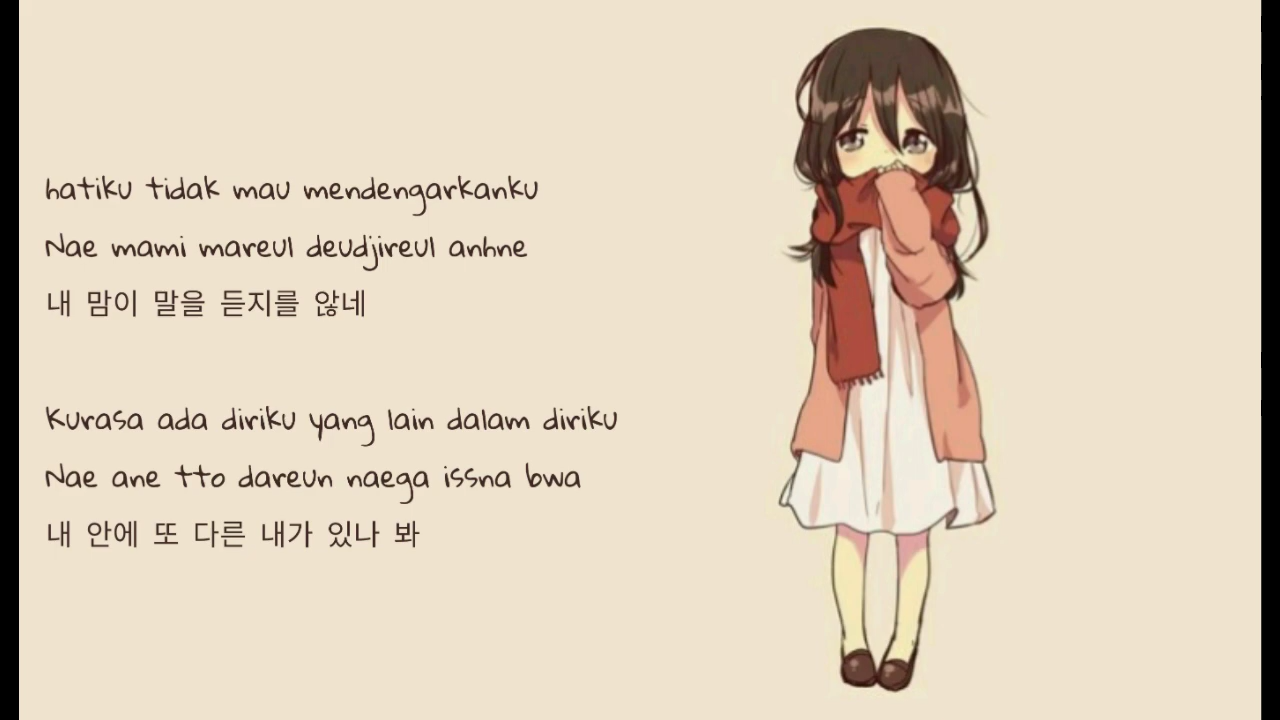 hatiku tidak mau mendengarkanku
Nae mami mareul deudjireul anhne
내 맘이 말을 듣지를 않네
Kurasa ada diriku yang lain dalam diriku
Nae ane tto dareun naega issna bwa
내 안에 또 다른 내가 있나 봐